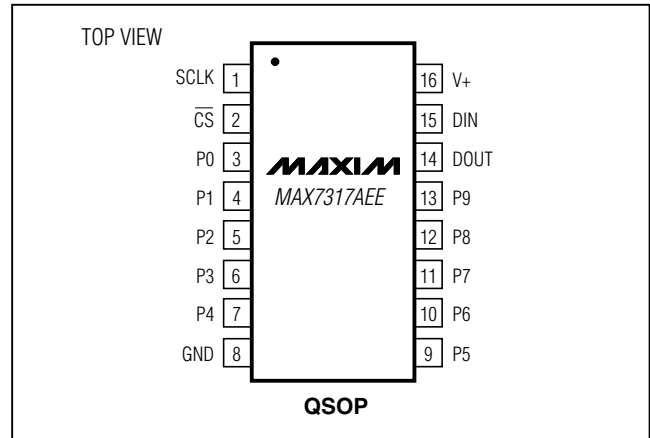 TOP VIEW
SCLK 1 16 V+
C̅S̅ 2 15 DIN
P0 3 14 DOUT
MAXIM
P1 4 MAX7317AEE 13 P9
P2 5 12 P8
P3 6 11 P7
P4 7 10 P6
GND 8 9 P5
QSOP